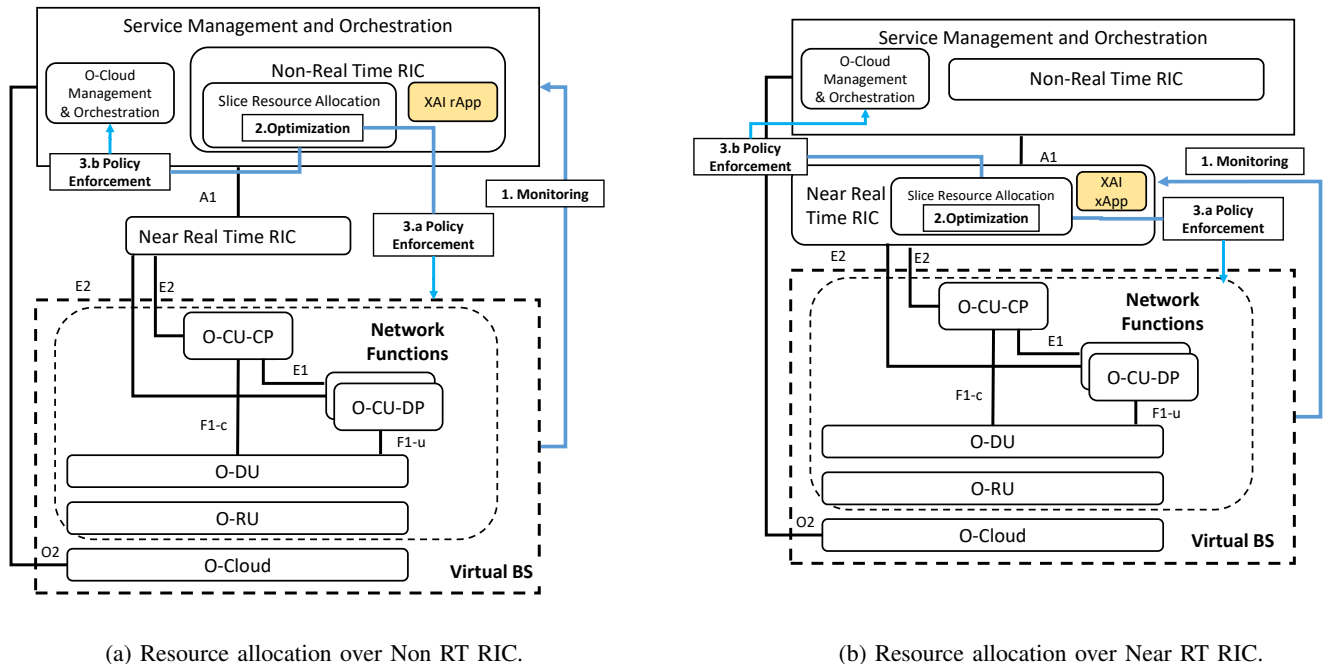 Service Management and Orchestration
O-Cloud
Management
& Orchestration
Non-Real Time RIC
Slice Resource Allocation
2.Optimization
XAI rApp
3.b Policy
Enforcement
1. Monitoring
A1
3.a Policy
Enforcement
Near Real Time RIC
E2
E2
O-CU-CP
Network
Functions
E1
O-CU-DP
F1-c
F1-u
O-DU
O-RU
O2
O-Cloud
Virtual BS
(a) Resource allocation over Non RT RIC.
Service Management and Orchestration
O-Cloud
Management
& Orchestration
Non-Real Time RIC
3.b Policy
Enforcement
A1
1. Monitoring
Near Real
Time RIC
Slice Resource Allocation
2.Optimization
XAI
xApp
3.a Policy
Enforcement
E2
E2
O-CU-CP
Network
Functions
E1
O-CU-DP
F1-c
F1-u
O-DU
O-RU
O2
O-Cloud
Virtual BS
(b) Resource allocation over Near RT RIC.